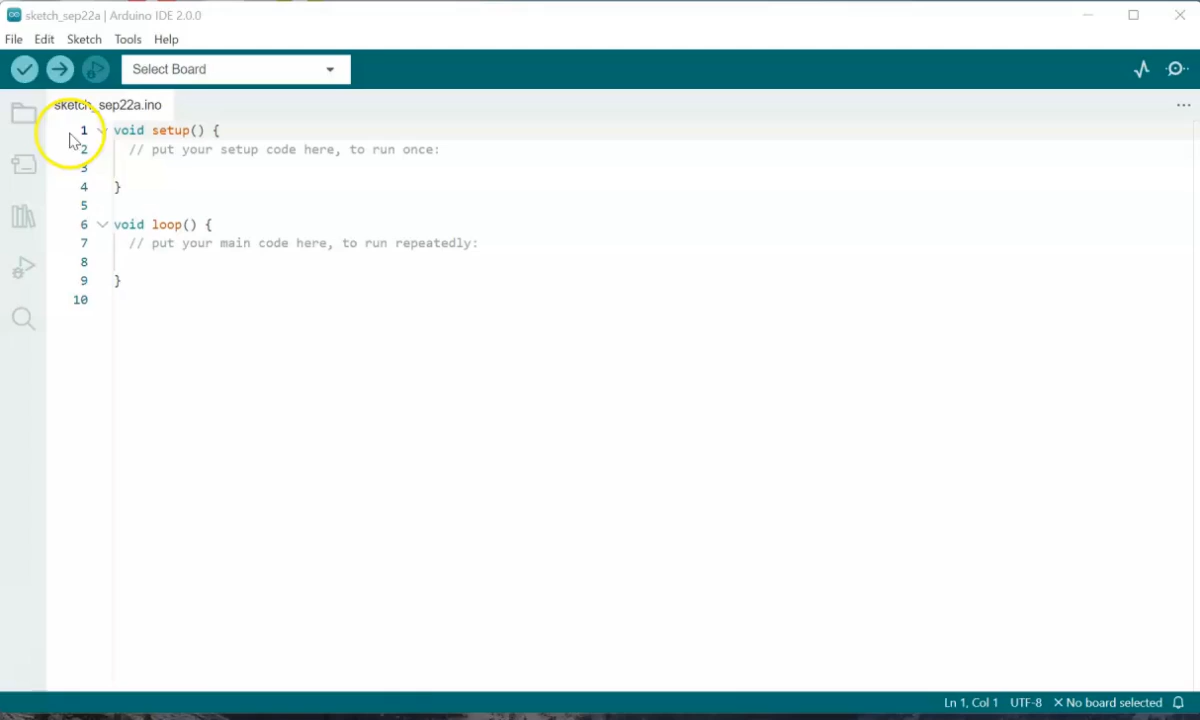 sketch_sep22a | Arduino IDE 2.0.0
File Edit Sketch Tools Help
Select Board
sketch_sep22a.ino
1 void setup() {
2 // put your setup code here, to run once:
3
4 }
5
6 void loop() {
7 // put your main code here, to run repeatedly:
8
9 }
10
Ln 1, Col 1 UTF-8 No board selected